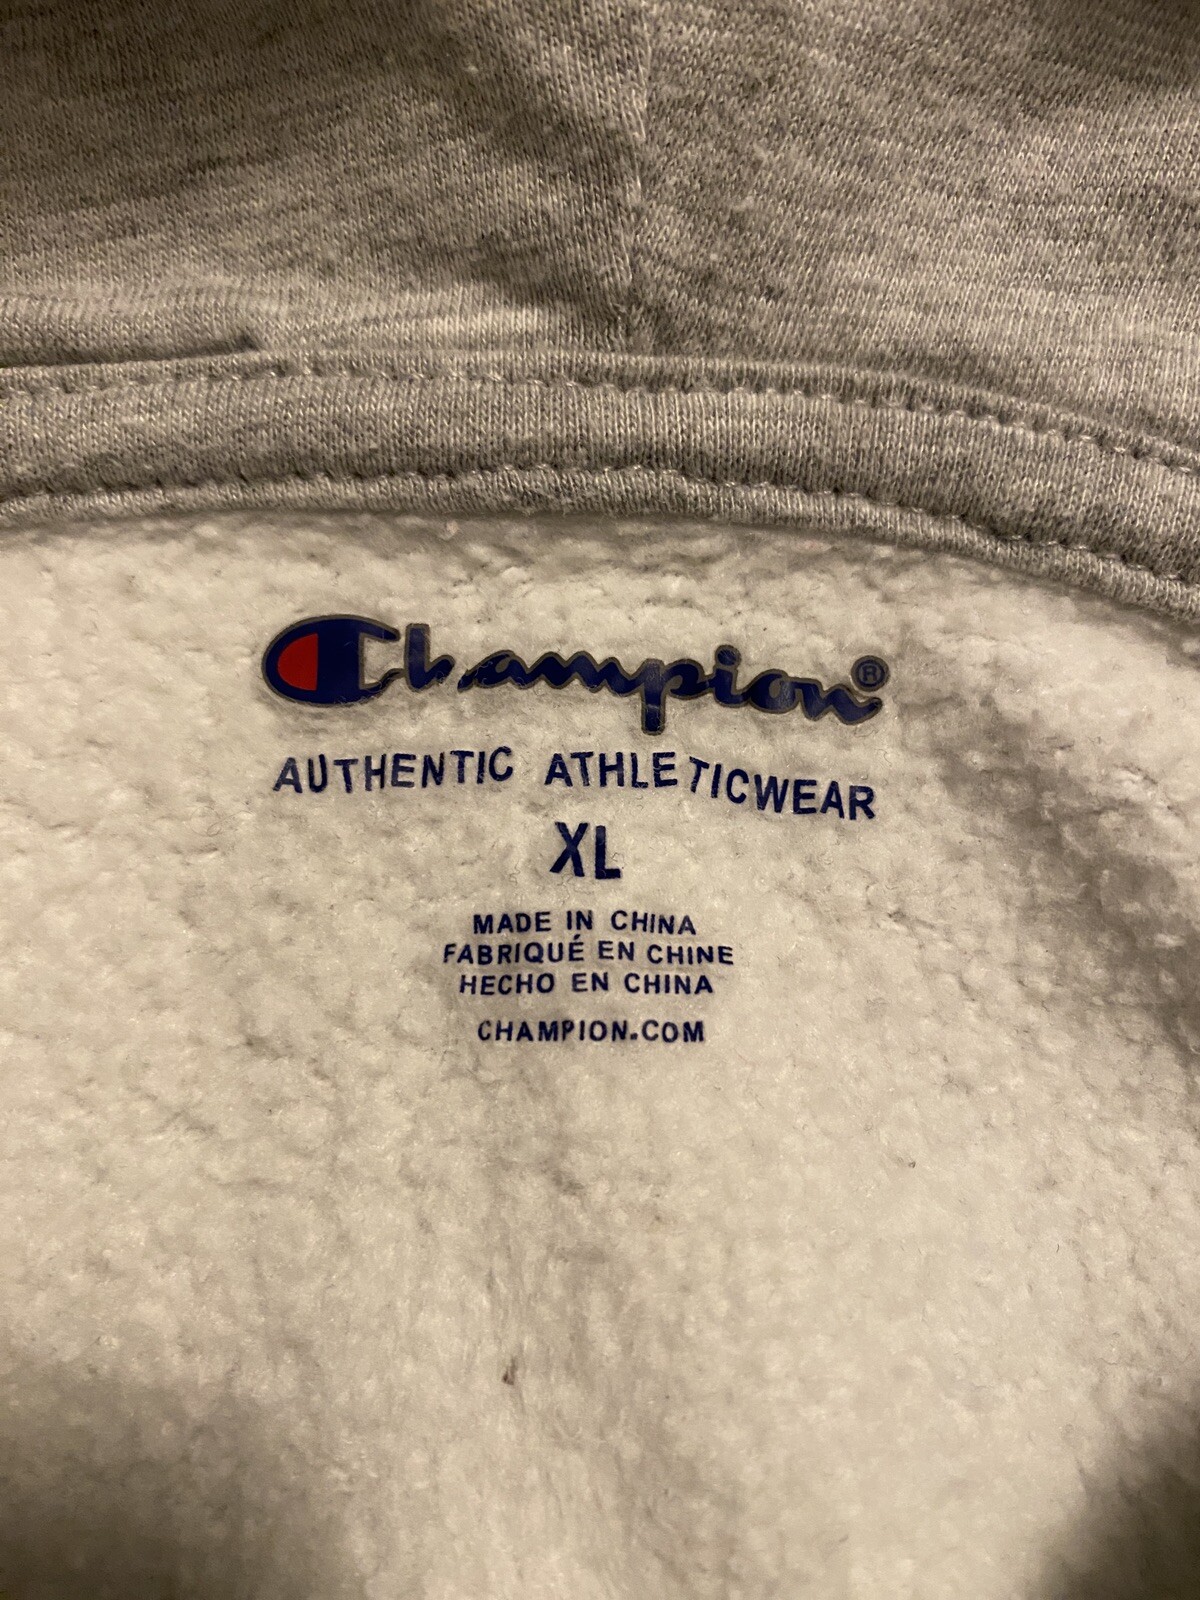 Champion®
AUTHENTIC ATHLETICWEAR
XL
MADE IN CHINA
FABRIQUÉ EN CHINE
HECHO EN CHINA
CHAMPION.COM